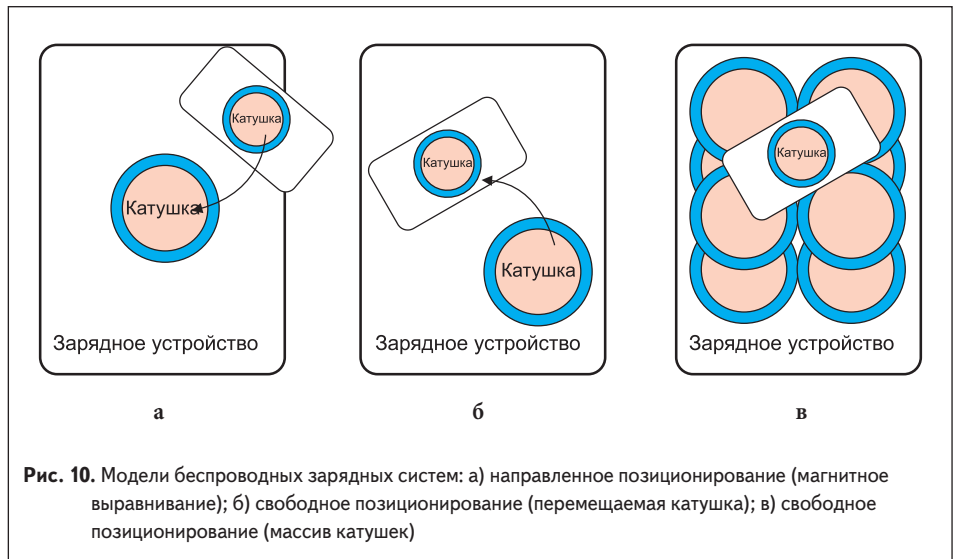 Катушка
Катушка
Зарядное устройство
а
Катушка
Катушка
Зарядное устройство
б
Катушка
Зарядное устройство
в
Рис. 10. Модели беспроводных зарядных систем: а) направленное позиционирование (магнитное
выравнивание); б) свободное позиционирование (перемещаемая катушка); в) свободное
позиционирование (массив катушек)